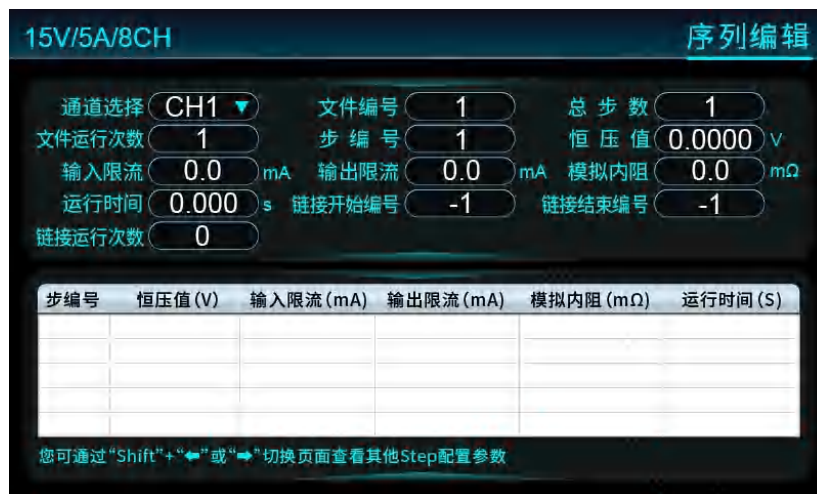 15V/5A/8CH 序列编辑
通道选择 CH1 ▼ 文件编号 1 总步数 1
文件运行次数 1 步编号 1 恒压值 0.0000 V
输入限流 0.0 mA 输出限流 0.0 mA 模拟内阻 0.0 mΩ
运行时间 0.000 s 链接开始编号 -1 链接结束编号 -1
链接运行次数 0
步编号 恒压值(V) 输入限流(mA) 输出限流(mA) 模拟内阻(mΩ) 运行时间(S)
您可通过“Shift”+“⬅”或“➡”切换页面查看其他Step配置参数